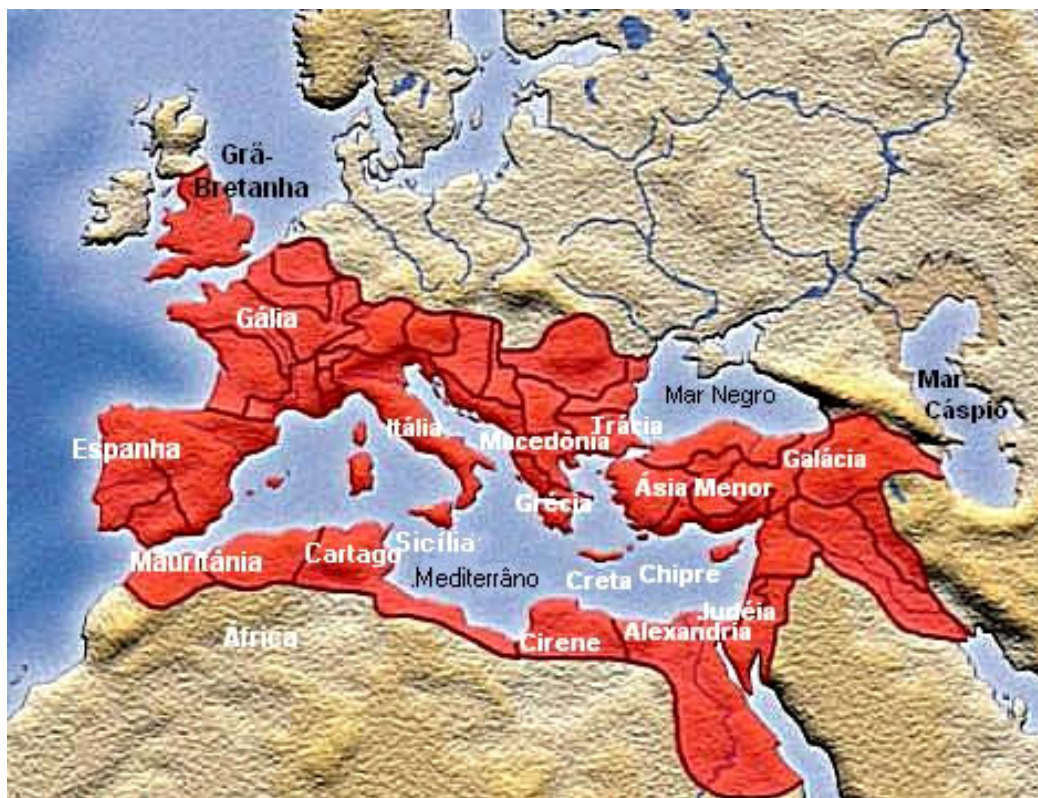 Grã-
Bretanha
Gália
Mar Negro
Mar
Cáspio
Espanha
Itália
Trácia
Macedônia
Galácia
Ásia Menor
Grécia
Mauritánia
Cartago
Sicília
Mediterrâno
Creta
Chipre
Judéia
Alexandria
Cirene
África